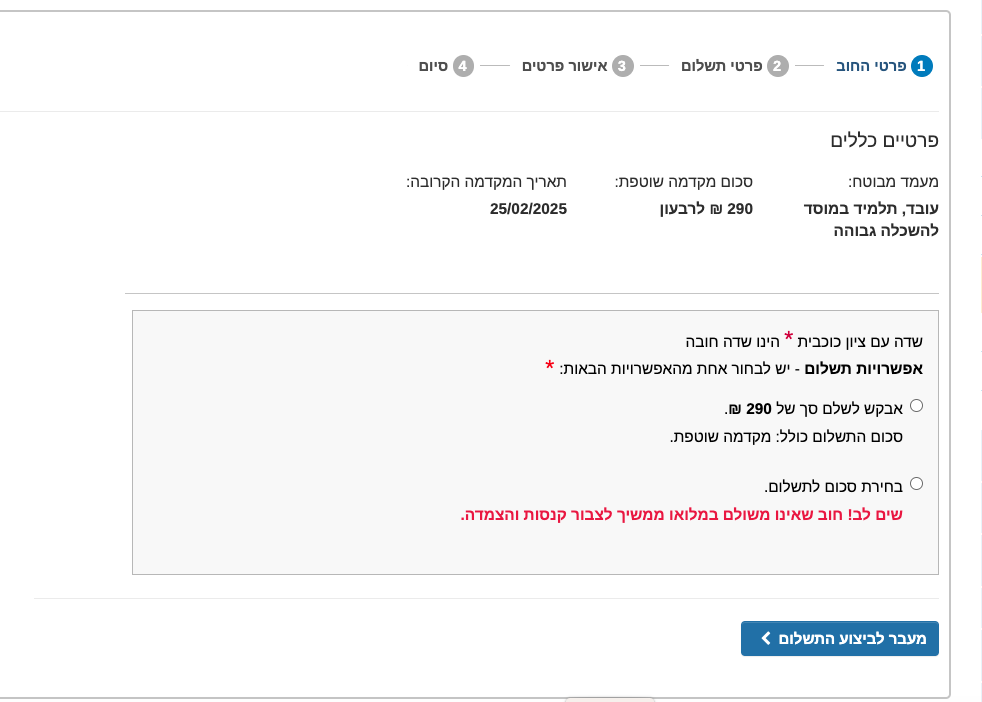 1 פרטי החוב 2 פרטי תשלום 3 אישור פרטים 4 סיום
פרטיים כללים
מעמד מבוטח: סכום מקדמה שוטפת: תאריך המקדמה הקרובה:
עובד, תלמיד במוסד 290 ₪ לרבעון 25/02/2025
להשכלה גבוהה
שדה עם ציון כוכבית * הינו שדה חובה
אפשרויות תשלום - יש לבחור אחת מהאפשרויות הבאות: *
אבקש לשלם סך של 290 ₪.
סכום התשלום כולל: מקדמה שוטפת.
בחירת סכום לתשלום.
שים לב! חוב שאינו משולם במלואו ממשיך לצבור קנסות והצמדה.
מעבר לביצוע התשלום